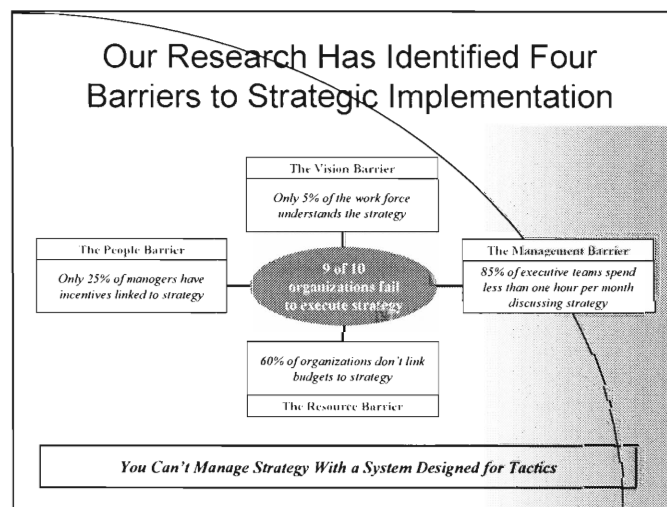 Our Research Has Identified Four
Barriers to Strategic Implementation
The Vision Barrier
Only 5% of the work force
understands the strategy
The People Barrier
Only 25% of managers have
incentives linked to strategy
9 of 10
organizations fail
to execute strategy
The Management Barrier
85% of executive teams spend
less than one hour per month
discussing strategy
60% of organizations don't link
budgets to strategy
The Resource Barrier
You Can't Manage Strategy With a System Designed for Tactics